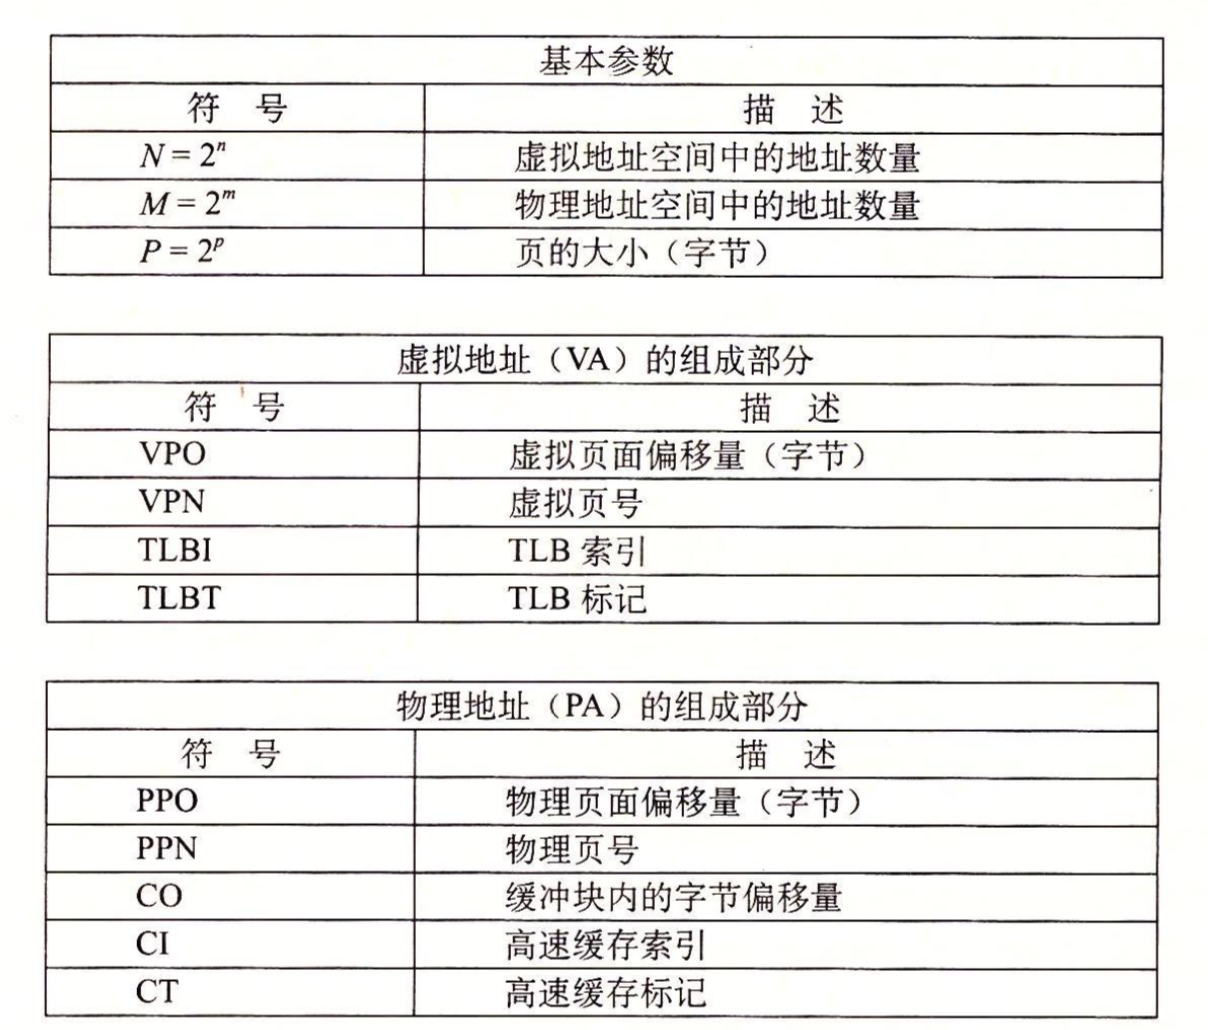 基本参数
符 号 描 述
N = 2ⁿ 虚拟地址空间中的地址数量
M = 2ᵐ 物理地址空间中的地址数量
P = 2ᵖ 页的大小（字节）
虚拟地址（VA）的组成部分
符 号 描 述
VPO 虚拟页面偏移量（字节）
VPN 虚拟页号
TLBI TLB 索引
TLBT TLB 标记
物理地址（PA）的组成部分
符 号 描 述
PPO 物理页面偏移量（字节）
PPN 物理页号
CO 缓冲块内的字节偏移量
CI 高速缓存索引
CT 高速缓存标记